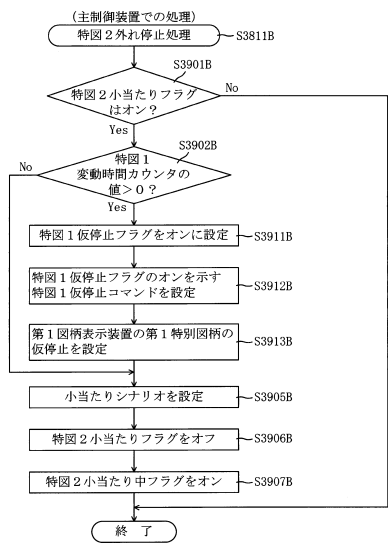 (主制御装置での処理)
特図2外れ停止処理
S3811B
S3901B
特図2小当たりフラグ
はオン?
No
Yes
S3902B
特図1
変動時間カウンタの
値>0?
No
Yes
特図1仮停止フラグをオンに設定
S3911B
特図1仮停止フラグのオンを示す
特図1仮停止コマンドを設定
S3912B
第1図柄表示装置の第1特別図柄の
仮停止を設定
S3913B
小当たりシナリオを設定
S3905B
特図2小当たりフラグをオフ
S3906B
特図2小当たり中フラグをオン
S3907B
終 了